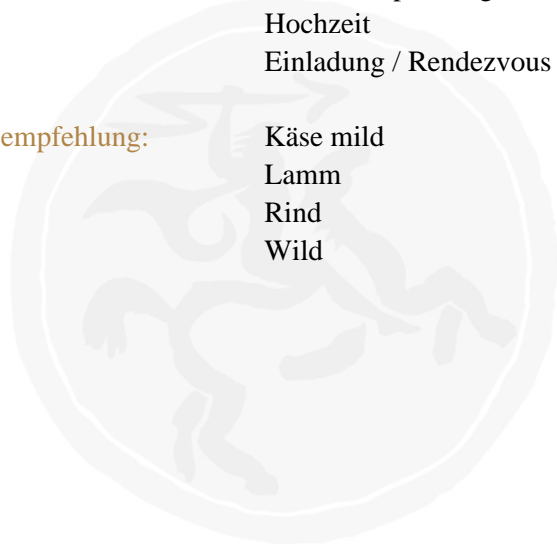 Hochzeit
Einladung / Rendezvous
empfehlung: Käse mild
Lamm
Rind
Wild